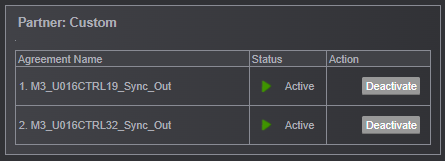 Partner: Custom
Agreement Name Status Action
1. M3_U016CTRL19_Sync_Out Active Deactivate
2. M3_U016CTRL32_Sync_Out Active Deactivate